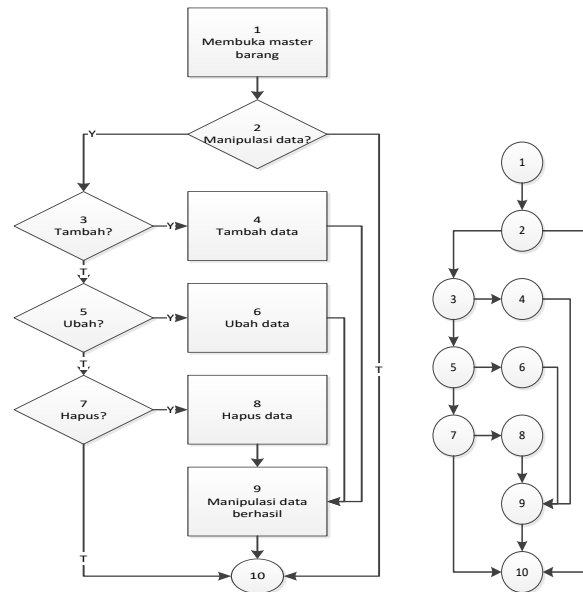 1
Membuka master
barang
2
Manipulasi data?
Y
T
3
Tambah?
Y
4
Tambah data
T
5
Ubah?
Y
6
Ubah data
T
7
Hapus?
Y
8
Hapus data
9
Manipulasi data
berhasil
T
10
1
2
3
4
5
6
7
8
9
10